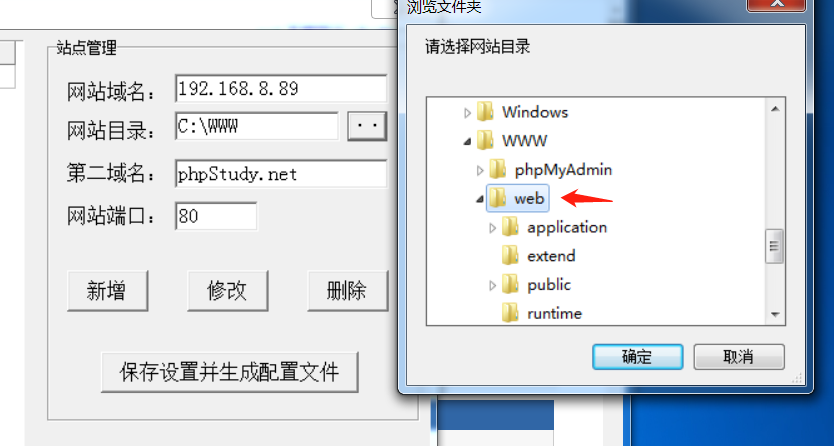 浏览文件夹
站点管理
请选择网站目录
网站域名： 192.168.8.89
网站目录： C:\WWW
第二域名： phpStudy.net
网站端口： 80
新增
修改
删除
保存设置并生成配置文件
Windows
WWW
phpMyAdmin
web
application
extend
public
runtime
确定
取消